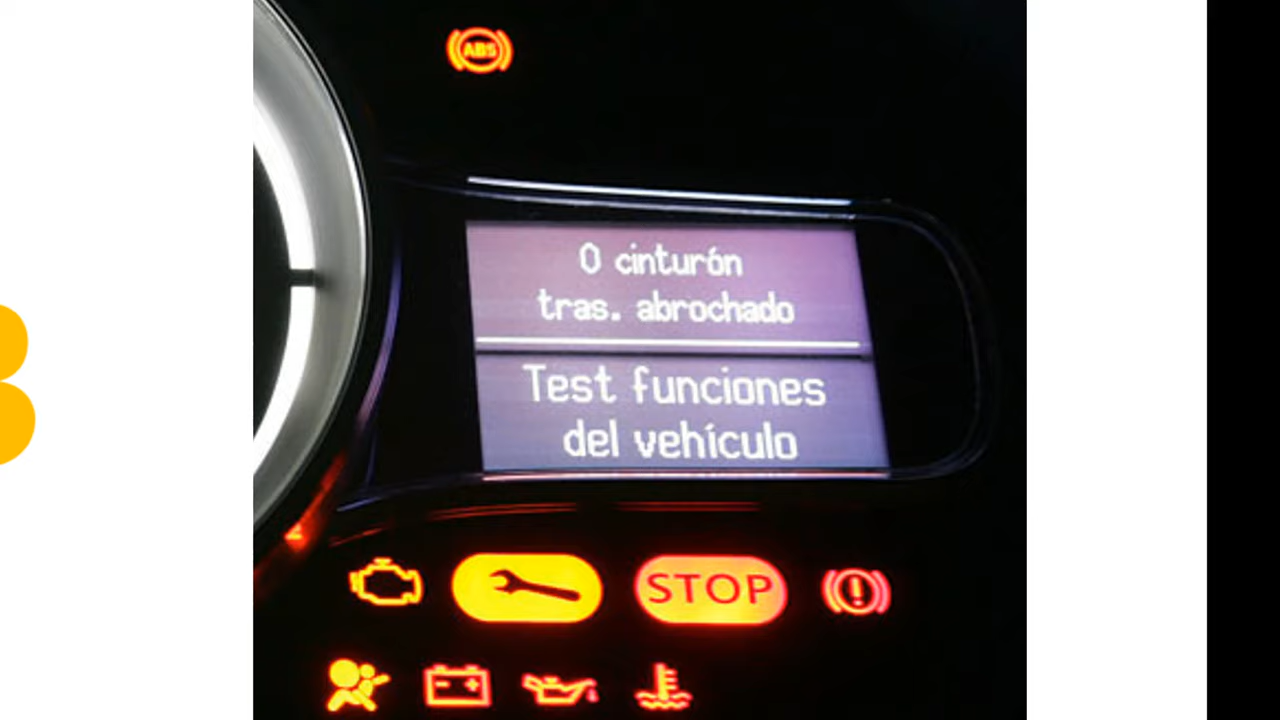 ABS
0 cinturón
tras. abrochado
Test funciones
del vehículo
STOP